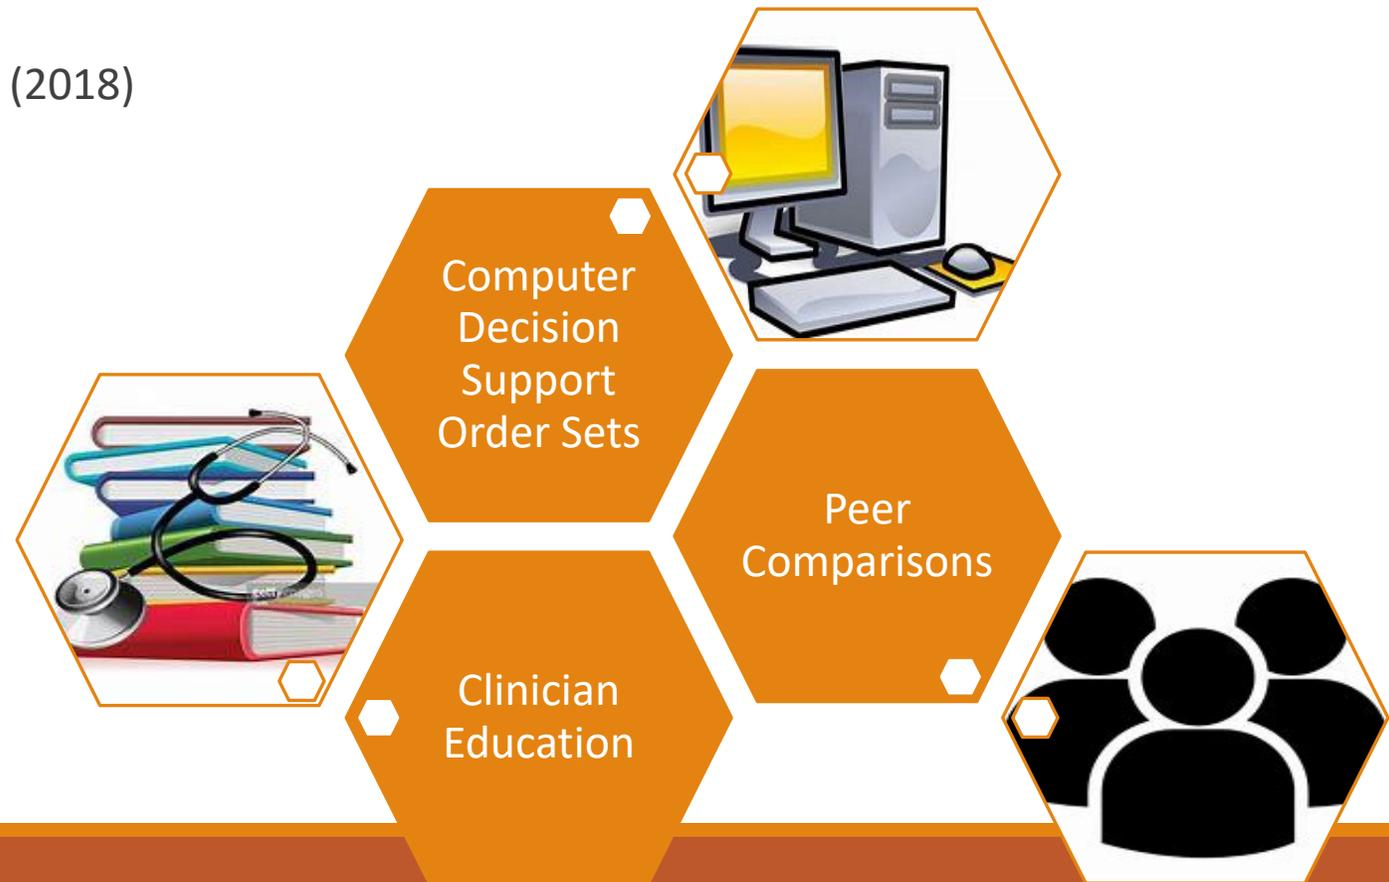 (2018)
Computer
Decision
Support
Order Sets
Peer
Comparisons
Clinician
Education